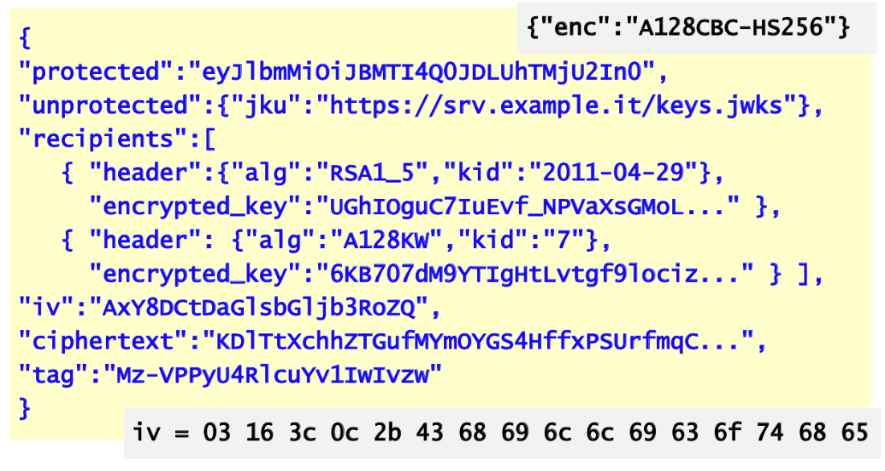 {"enc":"A128CBC-HS256"}
{
"protected":"eyJlbmMiOiJBMTI4Q0JDLUhTMjU2In0",
"unprotected":{"jku":"https://srv.example.it/keys.jwks"},
"recipients":[
{ "header":{"alg":"RSA1_5","kid":"2011-04-29"},
"encrypted_key":"UGhIOguC7IuEvf_NPVaXsGMoL..." },
{ "header": {"alg":"A128KW","kid":"7"},
"encrypted_key":"6KB707dM9YTIgHtLvtgf9lociz..." } ],
"iv":"AxY8DCtDaGlsbGljb3RoZQ",
"ciphertext":"KDlTtXchhZTGufMYmOYGS4HffxPSUrfmqC...",
"tag":"Mz-VPPyU4RlcuYv1IwIvzw"
}
iv = 03 16 3c 0c 2b 43 68 69 6c 6c 69 63 6f 74 68 65